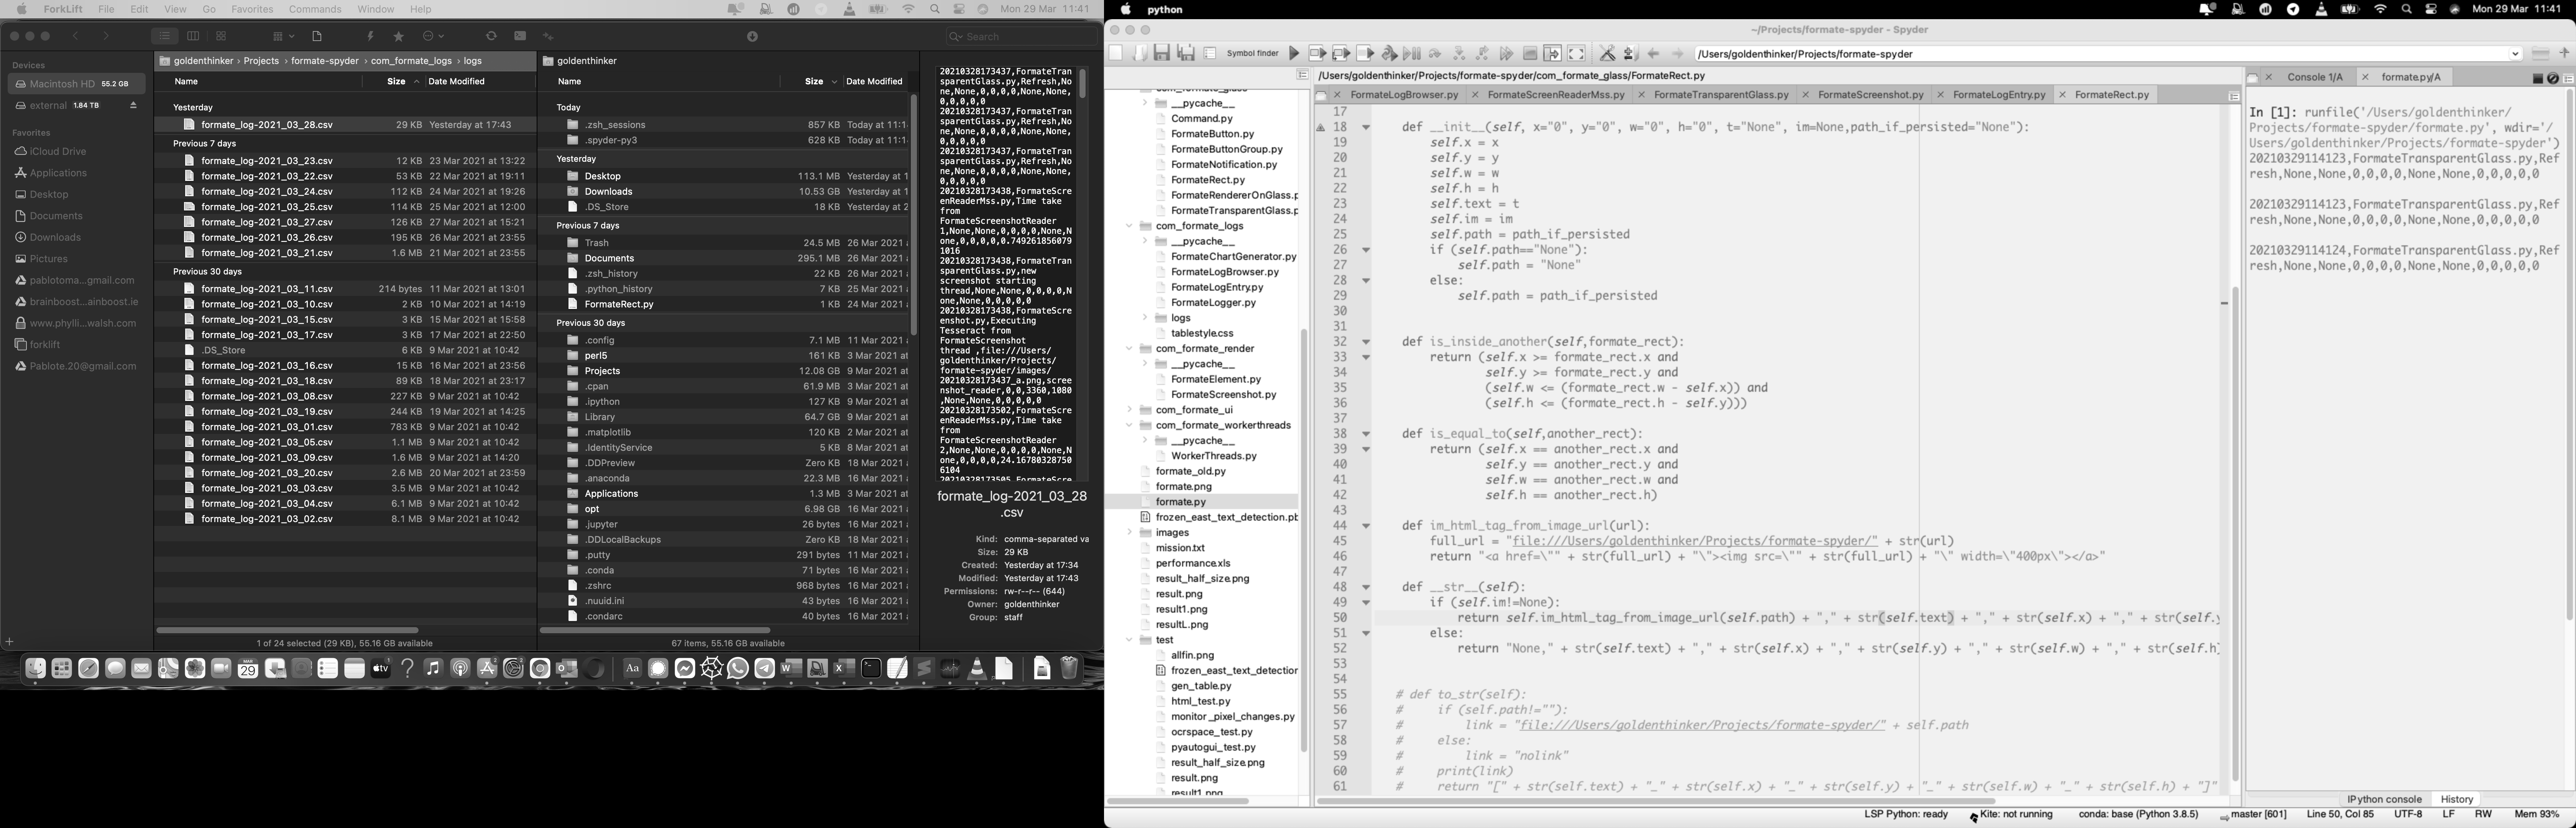 ForkLift File Edit View Go Favorites Commands Window Help
Mon 29 Mar 11:41
Search
Devices
Macintosh HD 55.2 GB
external 1.84 TB
Favorites
iCloud Drive
Applications
Desktop
Documents
Downloads
Pictures
pablotoma...gmail.com
brainboost...ainboost.ie
www.phylli...walsh.com
forklift
Pablote.20@gmail.com
goldenthinker › Projects › formate-spyder › com_formate_logs › logs
Name Size Date Modified
Yesterday
formate_log-2021_03_28.csv 29 KB Yesterday at 17:43
Previous 7 days
formate_log-2021_03_23.csv 12 KB 23 Mar 2021 at 13:22
formate_log-2021_03_22.csv 53 KB 22 Mar 2021 at 19:11
formate_log-2021_03_24.csv 112 KB 24 Mar 2021 at 19:26
formate_log-2021_03_25.csv 114 KB 25 Mar 2021 at 12:00
formate_log-2021_03_27.csv 126 KB 27 Mar 2021 at 15:21
formate_log-2021_03_26.csv 195 KB 26 Mar 2021 at 23:55
formate_log-2021_03_21.csv 1.6 MB 21 Mar 2021 at 23:55
Previous 30 days
formate_log-2021_03_11.csv 214 bytes 11 Mar 2021 at 13:01
formate_log-2021_03_10.csv 2 KB 10 Mar 2021 at 14:19
formate_log-2021_03_15.csv 3 KB 15 Mar 2021 at 15:58
formate_log-2021_03_17.csv 3 KB 17 Mar 2021 at 22:50
.DS_Store 6 KB 9 Mar 2021 at 10:42
formate_log-2021_03_16.csv 15 KB 16 Mar 2021 at 23:56
formate_log-2021_03_18.csv 89 KB 18 Mar 2021 at 23:17
formate_log-2021_03_08.csv 227 KB 9 Mar 2021 at 10:42
formate_log-2021_03_19.csv 244 KB 19 Mar 2021 at 14:25
formate_log-2021_03_01.csv 783 KB 9 Mar 2021 at 10:42
formate_log-2021_03_05.csv 1.1 MB 9 Mar 2021 at 10:42
formate_log-2021_03_09.csv 1.6 MB 9 Mar 2021 at 14:20
formate_log-2021_03_20.csv 2.6 MB 20 Mar 2021 at 23:59
formate_log-2021_03_03.csv 3.5 MB 9 Mar 2021 at 10:42
formate_log-2021_03_04.csv 6.1 MB 9 Mar 2021 at 10:42
formate_log-2021_03_02.csv 8.1 MB 9 Mar 2021 at 10:42
1 of 24 selected (29 KB), 55.16 GB available
goldenthinker
Name Size Date Modified
Today
.zsh_sessions 857 KB Today at 11:1
.spyder-py3 628 KB Today at 11:1
Yesterday
Desktop 113.1 MB Yesterday at 1
Downloads 10.53 GB Yesterday at 1
.DS_Store 18 KB Yesterday at 2
Previous 7 days
Trash 24.5 MB 26 Mar 2021
Documents 295.1 MB 26 Mar 2021
.zsh_history 22 KB 26 Mar 2021
.python_history 7 KB 25 Mar 2021
FormateRect.py 1 KB 24 Mar 2021
Previous 30 days
.config 7.1 MB 11 Mar 2021
perl5 161 KB 3 Mar 2021 at
Projects 12.08 GB 9 Mar 2021 at
.cpan 61.9 MB 3 Mar 2021 at
.ipython 127 KB 9 Mar 2021 at
Library 64.7 GB 9 Mar 2021 at
.matplotlib 120 KB 2 Mar 2021 at
.IdentityService 5 KB 8 Mar 2021 at
.DDPreview Zero KB 18 Mar 2021
.anaconda 22.3 MB 16 Mar 2021
Applications 1.3 MB 3 Mar 2021 at
opt 6.98 GB 16 Mar 2021
.jupyter 26 bytes 16 Mar 2021
.DDLocalBackups Zero KB 18 Mar 2021
.putty 291 bytes 11 Mar 2021
.conda 71 bytes 16 Mar 2021
.zshrc 968 bytes 16 Mar 2021
.nuuid.ini 43 bytes 16 Mar 2021
.condarc 40 bytes 16 Mar 2021
67 items, 55.16 GB available
20210328173437,FormateTran
sparentGlass.py,Refresh,No
ne,None,0,0,0,0,None,None,
0,0,0,0,0
20210328173437,FormateTran
sparentGlass.py,Refresh,No
ne,None,0,0,0,0,None,None,
0,0,0,0,0
20210328173437,FormateTran
sparentGlass.py,Refresh,No
ne,None,0,0,0,0,None,None,
0,0,0,0,0
20210328173438,FormateScre
enReaderMss.py,Time take
from
FormateScreenshotReader
1,None,None,0,0,0,0,None,N
one,0,0,0,0,0.749261856079
1016
20210328173438,FormateTran
sparentGlass.py,new
screenshot starting
thread,None,None,0,0,0,0,N
one,None,0,0,0,0,0
20210328173438,FormateScre
enshot.py,Executing
Tesseract from
FormateScreenshot
thread ,file:///Users/
goldenthinker/Projects/
formate-spyder/images/
20210328173437_a.png,scree
nshot_reader,0,0,3360,1080
,None,None,0,0,0,0,0
20210328173502,FormateScre
enReaderMss.py,Time take
from
FormateScreenshotReader
2,None,None,0,0,0,0,None,N
one,0,0,0,0,24.16780328750
6104
20210328173505,FormateScre
formate_log-2021_03_28
.csv
Kind: comma-separated va
Size: 29 KB
Created: Yesterday at 17:34
Modified: Yesterday at 17:43
Permissions: rw-r--r-- (644)
Owner: goldenthinker
Group: staff
python
Mon 29 Mar 11:41
~/Projects/formate-spyder - Spyder
Symbol finder
/Users/goldenthinker/Projects/formate-spyder
com_formate_glass
__pycache__
Command.py
FormateButton.py
FormateButtonGroup.py
FormateNotification.py
FormateRect.py
FormateRendererOnGlass.p
FormateTransparentGlass.p
com_formate_logs
__pycache__
FormateChartGenerator.py
FormateLogBrowser.py
FormateLogEntry.py
FormateLogger.py
logs
tablestyle.css
com_formate_render
__pycache__
FormateElement.py
FormateScreenshot.py
com_formate_ui
com_formate_workerthreads
__pycache__
WorkerThreads.py
formate_old.py
formate.png
formate.py
frozen_east_text_detection.pb
images
mission.txt
performance.xls
result_half_size.png
result.png
result1.png
resultL.png
test
allfin.png
frozen_east_text_detection
gen_table.py
html_test.py
monitor_pixel_changes.py
ocrspace_test.py
pyautogui_test.py
result_half_size.png
result.png
result1.png
/Users/goldenthinker/Projects/formate-spyder/com_formate_glass/FormateRect.py
FormateLogBrowser.py FormateScreenReaderMss.py FormateTransparentGlass.py FormateScreenshot.py FormateLogEntry.py FormateRect.py
17
18 def __init__(self, x="0", y="0", w="0", h="0", t="None", im=None,path_if_persisted="None"):
19 self.x = x
20 self.y = y
21 self.w = w
22 self.h = h
23 self.text = t
24 self.im = im
25 self.path = path_if_persisted
26 if (self.path=="None"):
27 self.path = "None"
28 else:
29 self.path = path_if_persisted
30
31
32 def is_inside_another(self,formate_rect):
33 return (self.x >= formate_rect.x and
34 self.y >= formate_rect.y and
35 (self.w <= (formate_rect.w - self.x)) and
36 (self.h <= (formate_rect.h - self.y)))
37
38 def is_equal_to(self,another_rect):
39 return (self.x == another_rect.x and
40 self.y == another_rect.y and
41 self.w == another_rect.w and
42 self.h == another_rect.h)
43
44 def im_html_tag_from_image_url(url):
45 full_url = "file:///Users/goldenthinker/Projects/formate-spyder/" + str(url)
46 return "<a href=\"" + str(full_url) + "\"><img src=\"" + str(full_url) + "\" width=\"400px\"></a>"
47
48 def __str__(self):
49 if (self.im!=None):
50 return self.im_html_tag_from_image_url(self.path) + "," + str(self.text) + "," + str(self.x) + "," + str(self.y
51 else:
52 return "None," + str(self.text) + "," + str(self.x) + "," + str(self.y) + "," + str(self.w) + "," + str(self.h)
53
54
55 # def to_str(self):
56 # if (self.path!=""):
57 # link = "file:///Users/goldenthinker/Projects/formate-spyder/" + self.path
58 # else:
59 # link = "nolink"
60 # print(link)
61 # return "[" + str(self.text) + "_" + str(self.x) + "_" + str(self.y) + "_" + str(self.w) + "_" + str(self.h) + "]"
Console 1/A formate.py/A
In [1]: runfile('/Users/goldenthinker/
Projects/formate-spyder/formate.py', wdir='/
Users/goldenthinker/Projects/formate-spyder')
20210329114123,FormateTransparentGlass.py,Ref
resh,None,None,0,0,0,0,None,None,0,0,0,0,0
20210329114123,FormateTransparentGlass.py,Ref
resh,None,None,0,0,0,0,None,None,0,0,0,0,0
20210329114124,FormateTransparentGlass.py,Ref
resh,None,None,0,0,0,0,None,None,0,0,0,0,0
IPython console History
LSP Python: ready Kite: not running conda: base (Python 3.8.5) master [601] Line 50, Col 85 UTF-8 LF RW Mem 93%